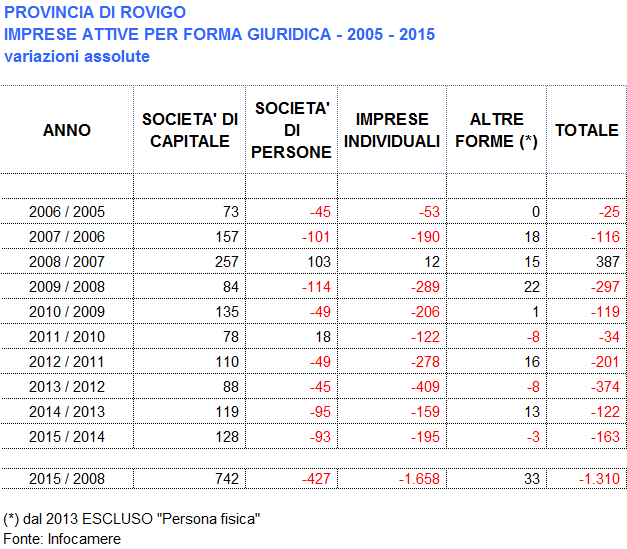 PROVINCIA DI ROVIGO
IMPRESE ATTIVE PER FORMA GIURIDICA - 2005 - 2015
variazioni assolute
ANNO SOCIETA' DI CAPITALE SOCIETA' DI PERSONE IMPRESE INDIVIDUALI ALTRE FORME (*) TOTALE
2006 / 2005 73 -45 -53 0 -25
2007 / 2006 157 -101 -190 18 -116
2008 / 2007 257 103 12 15 387
2009 / 2008 84 -114 -289 22 -297
2010 / 2009 135 -49 -206 1 -119
2011 / 2010 78 18 -122 -8 -34
2012 / 2011 110 -49 -278 16 -201
2013 / 2012 88 -45 -409 -8 -374
2014 / 2013 119 -95 -159 13 -122
2015 / 2014 128 -93 -195 -3 -163
2015 / 2008 742 -427 -1.658 33 -1.310
(*) dal 2013 ESCLUSO "Persona fisica"
Fonte: Infocamere